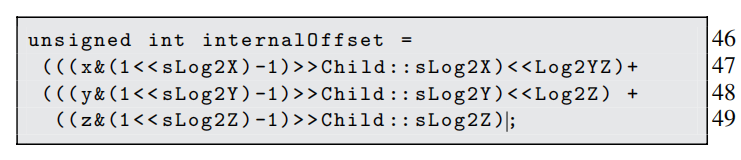 unsigned int internalOffset = 46
(((x&(1<<sLog2X)-1)>>Child::sLog2X)<<Log2YZ)+ 47
(((y&(1<<sLog2Y)-1)>>Child::sLog2Y)<<Log2Z) + 48
((z&(1<<sLog2Z)-1)>>Child::sLog2Z)|; 49